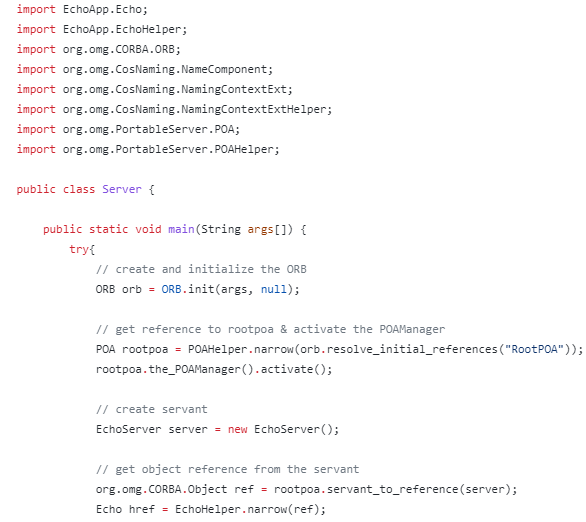 import EchoApp.Echo;
import EchoApp.EchoHelper;
import org.omg.CORBA.ORB;
import org.omg.CosNaming.NameComponent;
import org.omg.CosNaming.NamingContextExt;
import org.omg.CosNaming.NamingContextExtHelper;
import org.omg.PortableServer.POA;
import org.omg.PortableServer.POAHelper;

public class Server {

    public static void main(String args[]) {
        try{
            // create and initialize the ORB
            ORB orb = ORB.init(args, null);

            // get reference to rootpoa & activate the POAManager
            POA rootpoa = POAHelper.narrow(orb.resolve_initial_references("RootPOA"));
            rootpoa.the_POAManager().activate();

            // create servant
            EchoServer server = new EchoServer();

            // get object reference from the servant
            org.omg.CORBA.Object ref = rootpoa.servant_to_reference(server);
            Echo href = EchoHelper.narrow(ref);